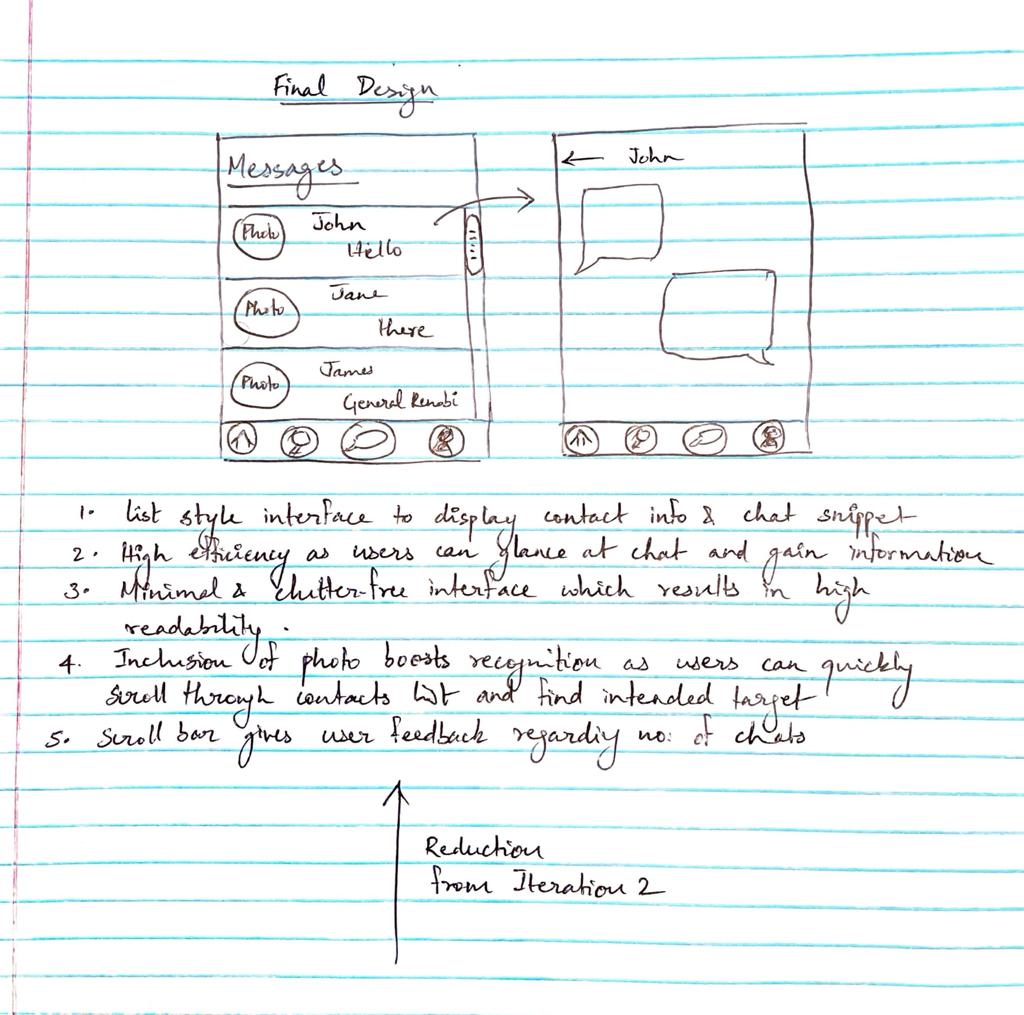 Final Design
Messages
Photo
John
Hello
Photo
Jane
there
Photo
James
General Kenobi
← John
1. List style interface to display contact info & chat snippet
2. High efficiency as users can glance at chat and gain information
3. Minimal & clutter-free interface which results in high
readability.
4. Inclusion of photo boosts recognition as users can quickly
scroll through contacts list and find intended target
5. Scroll bar gives user feedback regarding no: of chats
Reduction
from Iteration 2